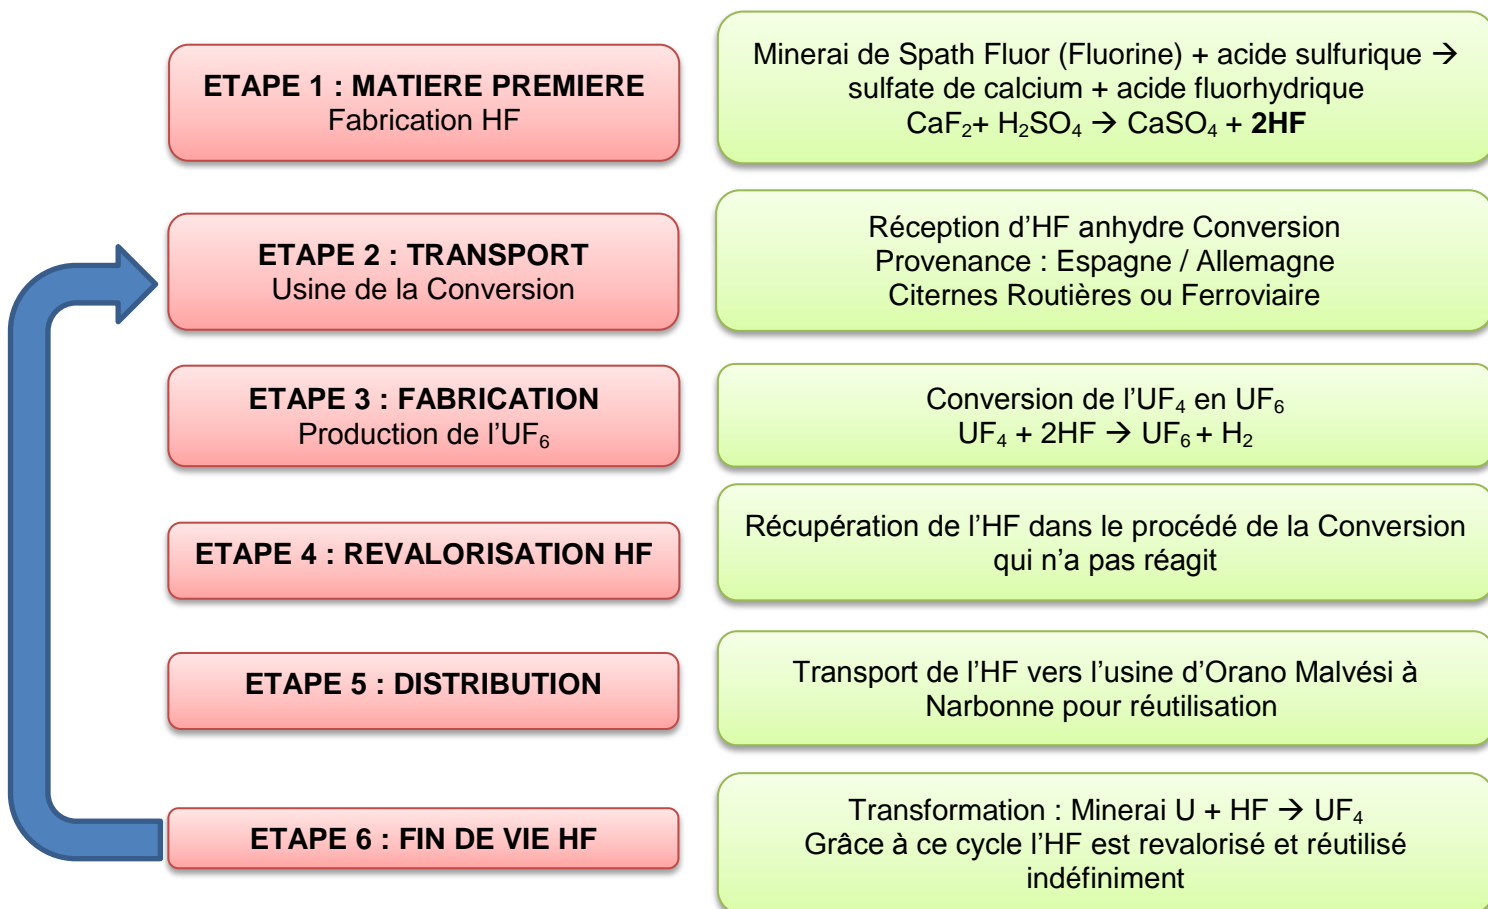 ETAPE 1 : MATIERE PREMIERE
Fabrication HF
Minerai de Spath Fluor (Fluorine) + acide sulfurique →
sulfate de calcium + acide fluorhydrique
CaF₂+ H₂SO₄ → CaSO₄ + 2HF
ETAPE 2 : TRANSPORT
Usine de la Conversion
Réception d’HF anhydre Conversion
Provenance : Espagne / Allemagne
Citernes Routières ou Ferroviaire
ETAPE 3 : FABRICATION
Production de l’UF₆
Conversion de l’UF₄ en UF₆
UF₄ + 2HF → UF₆ + H₂
ETAPE 4 : REVALORISATION HF
Récupération de l’HF dans le procédé de la Conversion
qui n’a pas réagit
ETAPE 5 : DISTRIBUTION
Transport de l’HF vers l’usine d’Orano Malvési à
Narbonne pour réutilisation
ETAPE 6 : FIN DE VIE HF
Transformation : Minerai U + HF → UF₄
Grâce à ce cycle l’HF est revalorisé et réutilisé
indéfiniment